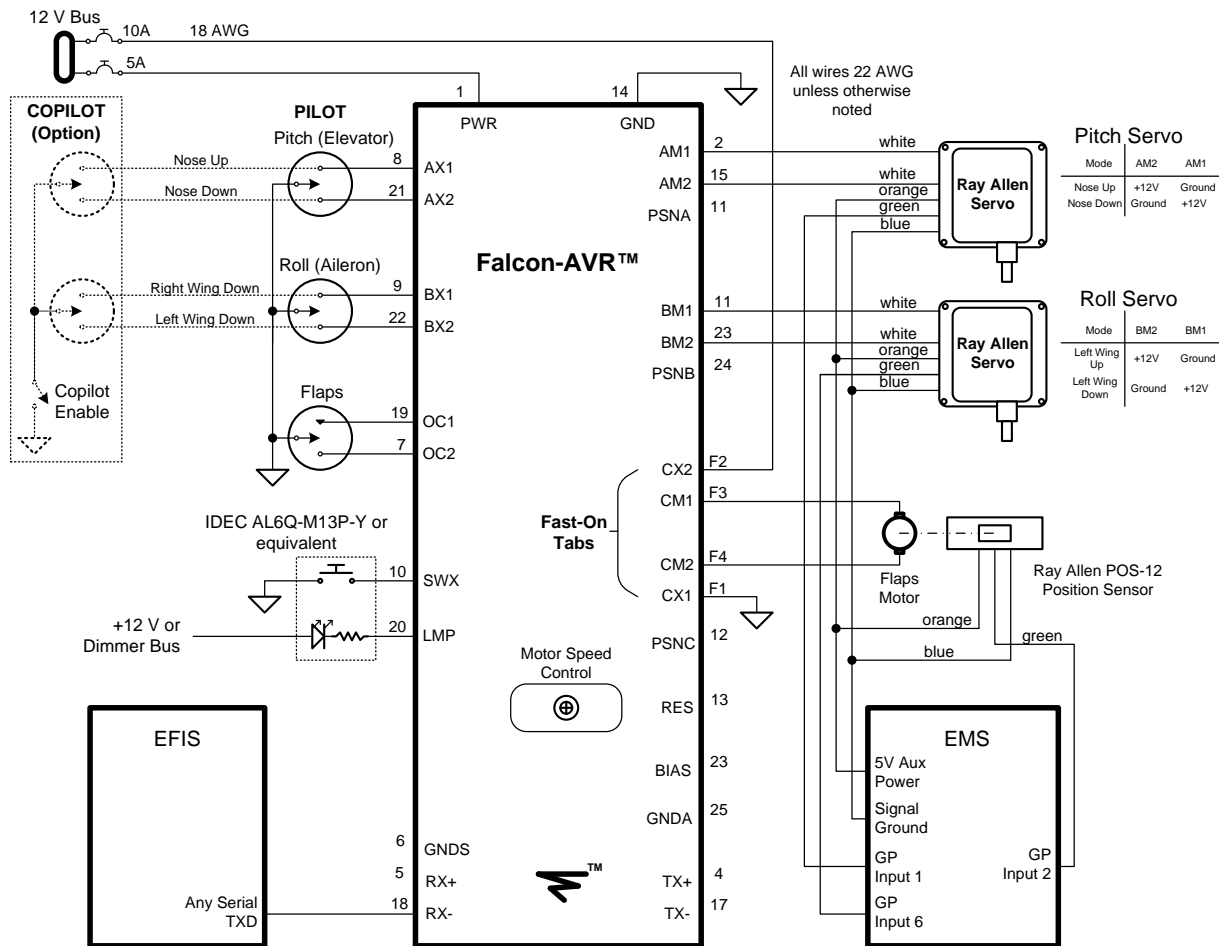 12 V Bus
10A
18 AWG
5A
1
14
All wires 22 AWG
unless otherwise
noted
COPILOT
(Option)
PILOT
Pitch (Elevator)
PWR
GND
Nose Up
8
AX1
Nose Down
21
AX2
Roll (Aileron)
Right Wing Down
9
BX1
Left Wing Down
22
BX2
Copilot
Enable
Flaps
19
OC1
7
OC2
IDEC AL6Q-M13P-Y or
equivalent
10
SWX
+12 V or
Dimmer Bus
20
LMP
Falcon-AVR™
Fast-On
Tabs
Motor Speed
Control
AM1
2
white
AM2
15
white
orange
PSNA
11
green
blue
Ray Allen
Servo
Pitch Servo
Mode AM2 AM1
Nose Up +12V Ground
Nose Down Ground +12V
BM1
11
white
BM2
23
white
orange
PSNB
24
green
blue
Ray Allen
Servo
Roll Servo
Mode BM2 BM1
Left Wing
Up +12V Ground
Left Wing
Down Ground +12V
CX2
F2
CM1
F3
CM2
F4
CX1
F1
Flaps
Motor
Ray Allen POS-12
Position Sensor
orange
green
blue
PSNC
12
RES
13
BIAS
23
GNDA
25
TX+
4
TX-
17
EFIS
Any Serial
TXD
6
GNDS
5
RX+
18
RX-
TM
EMS
5V Aux
Power
Signal
Ground
GP
Input 1
GP
Input 6
GP
Input 2